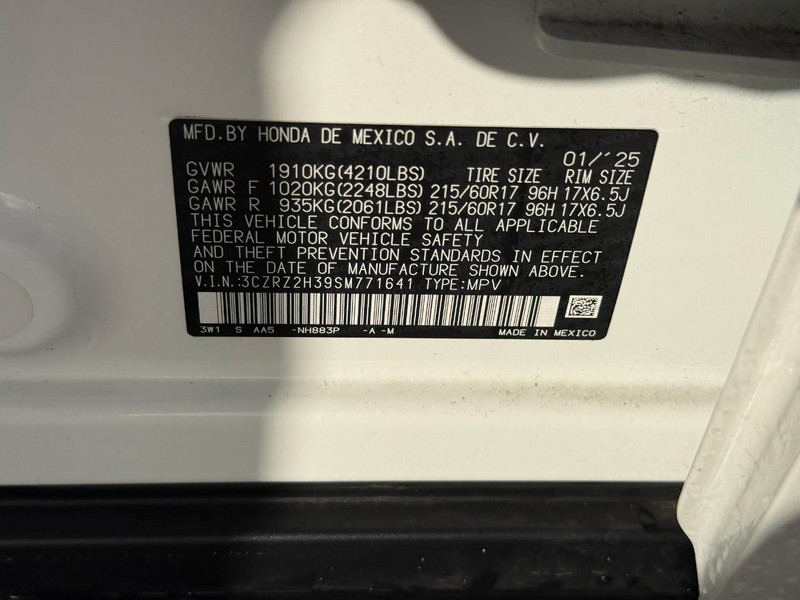 MFD.BY HONDA DE MEXICO S.A. DE C.V.
01/'25
GVWR 1910KG(4210LBS) TIRE SIZE RIM SIZE
GAWR F 1020KG(2248LBS) 215/60R17 96H 17X6.5J
GAWR R 935KG(2061LBS) 215/60R17 96H 17X6.5J
THIS VEHICLE CONFORMS TO ALL APPLICABLE
FEDERAL MOTOR VEHICLE SAFETY
AND THEFT PREVENTION STANDARDS IN EFFECT
ON THE DATE OF MANUFACTURE SHOWN ABOVE.
V.I.N.:3CZRZ2H39SM771641 TYPE:MPV
3W1 S AA5 -NH883P -A -M MADE IN MEXICO